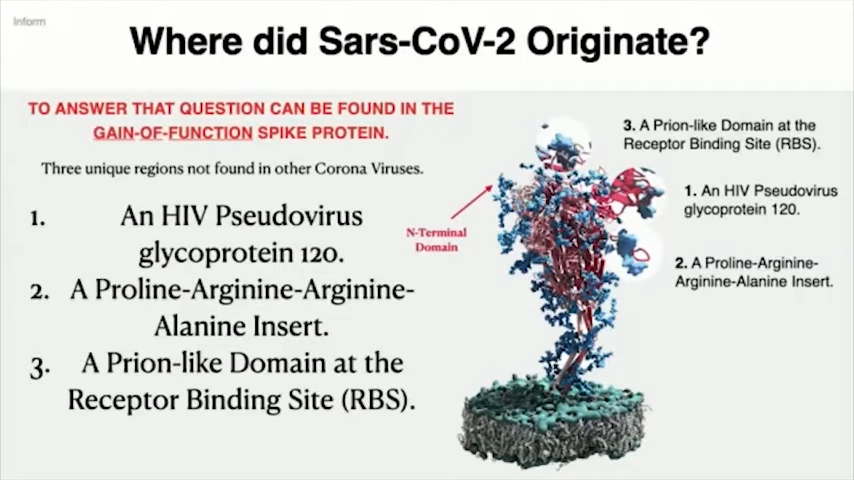 Inform
Where did Sars-CoV-2 Originate?
TO ANSWER THAT QUESTION CAN BE FOUND IN THE
GAIN-OF-FUNCTION SPIKE PROTEIN.
Three unique regions not found in other Corona Viruses.
1. An HIV Pseudovirus
glycoprotein 120.
2. A Proline-Arginine-Arginine-
Alanine Insert.
3. A Prion-like Domain at the
Receptor Binding Site (RBS).
N-Terminal
Domain
3. A Prion-like Domain at the
Receptor Binding Site (RBS).
1. An HIV Pseudovirus
glycoprotein 120.
2. A Proline-Arginine-
Arginine-Alanine Insert.